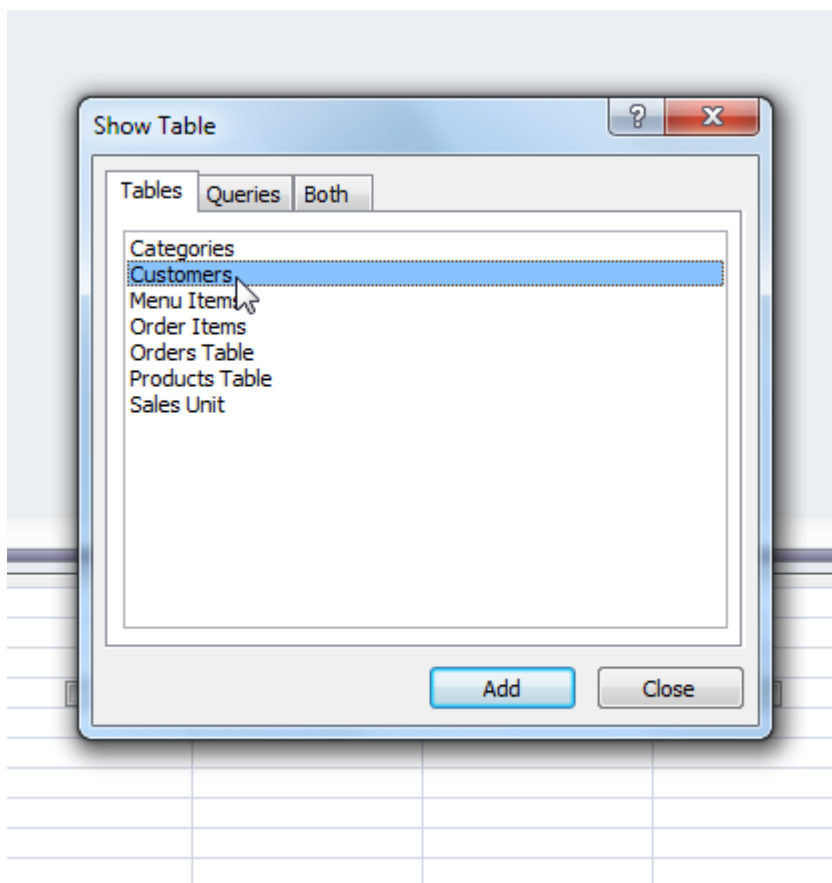 Show Table
?
X
Tables Queries Both
Categories
Customers
Menu Items
Order Items
Orders Table
Products Table
Sales Unit
Add Close